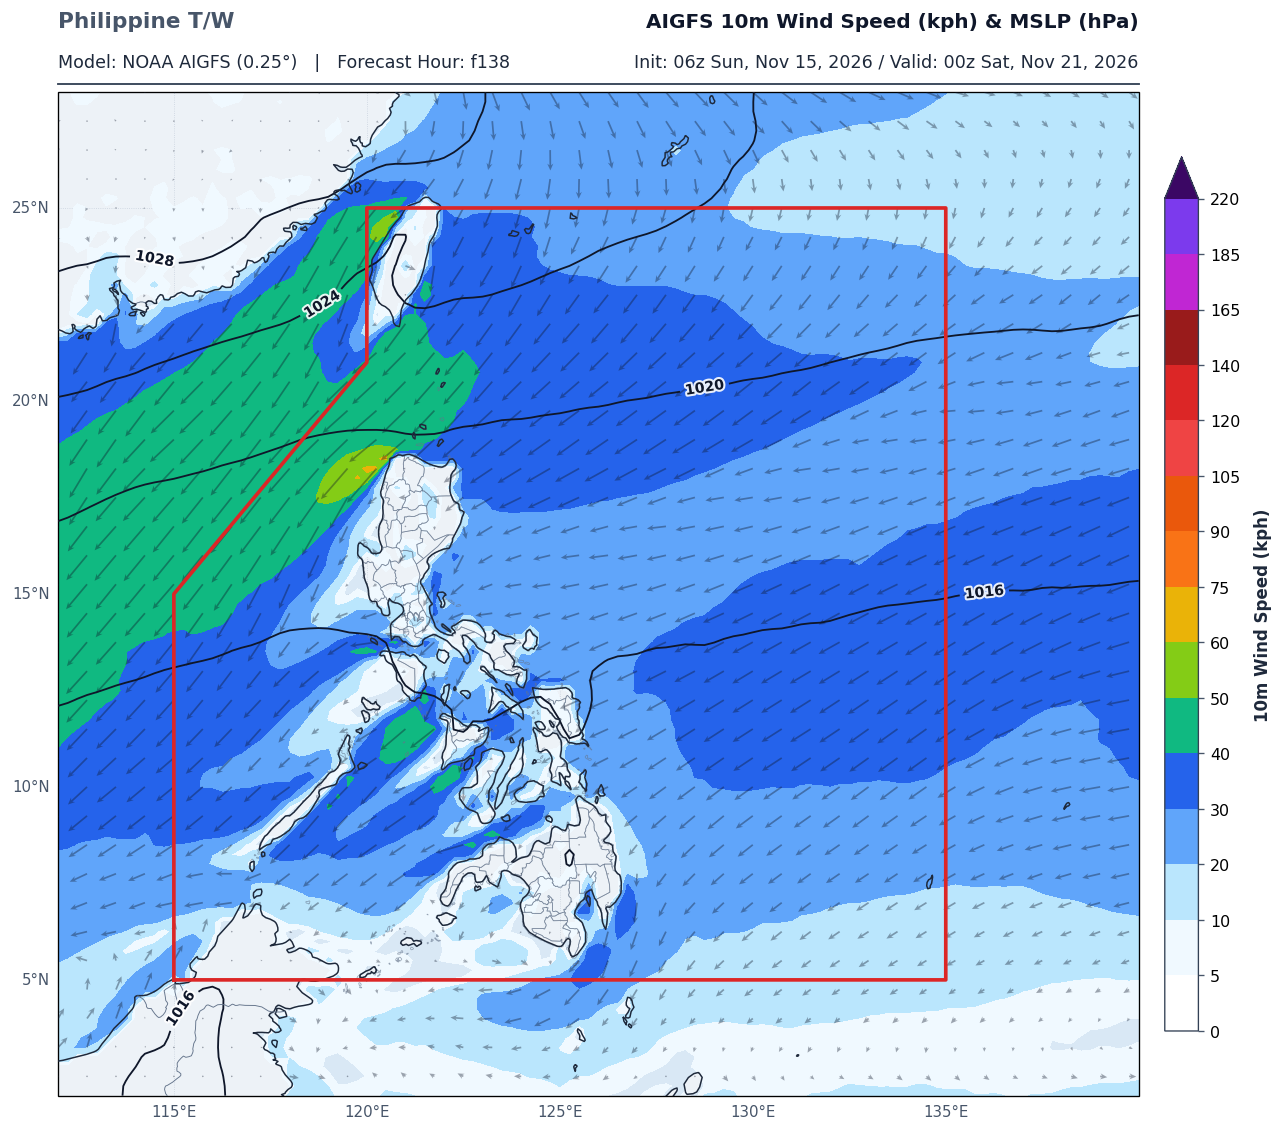 Philippine T/W
AIGFS 10m Wind Speed (kph) & MSLP (hPa)
Model: NOAA AIGFS (0.25°)   |   Forecast Hour: f138
Init: 06z Sun, Nov 15, 2026 / Valid: 00z Sat, Nov 21, 2026
25°N
20°N
15°N
10°N
5°N
115°E
120°E
125°E
130°E
135°E
1028
1024
1020
1016
1016
220
185
165
140
120
105
90
75
60
50
40
30
20
10
5
0
10m Wind Speed (kph)